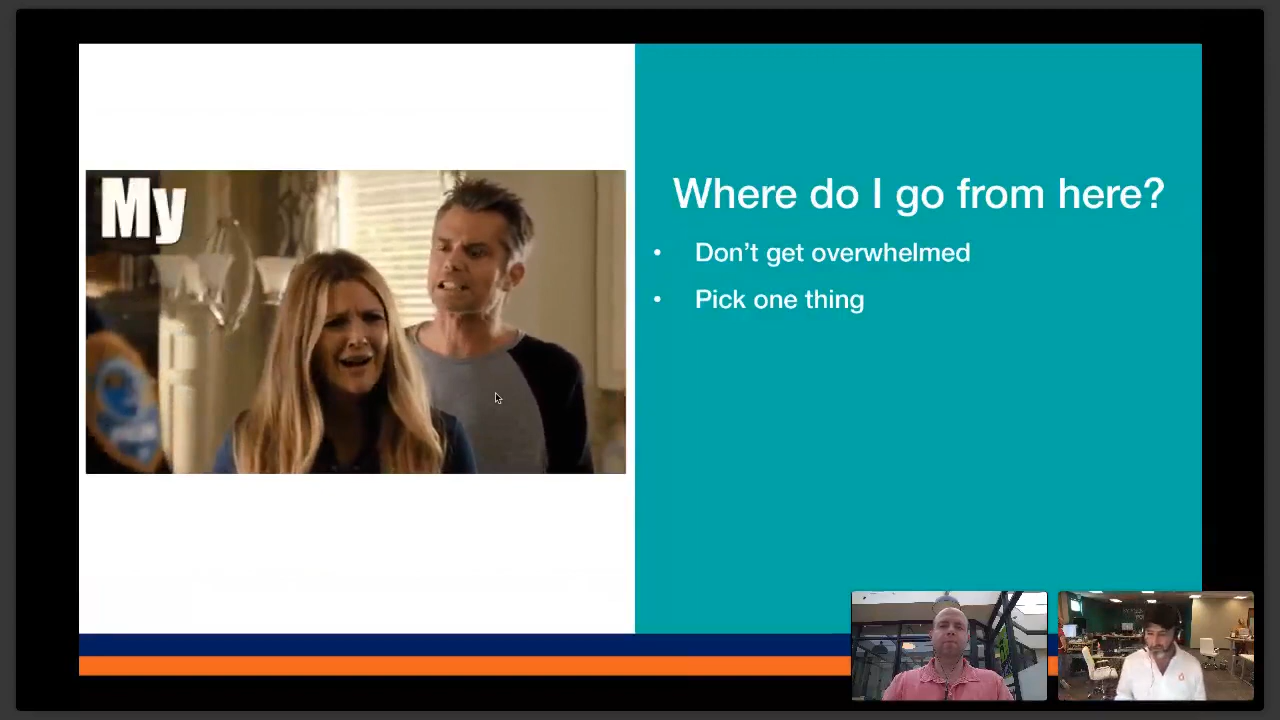 My
Where do I go from here?
• Don’t get overwhelmed
• Pick one thing